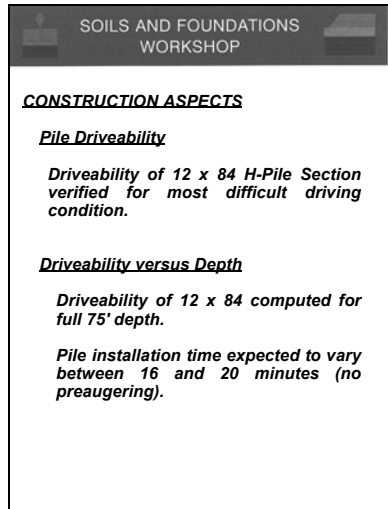 SOILS AND FOUNDATIONS
WORKSHOP
CONSTRUCTION ASPECTS
Pile Driveability
Driveability of 12 x 84 H-Pile Section
verified for most difficult driving
condition.
Driveability versus Depth
Driveability of 12 x 84 computed for
full 75' depth.
Pile installation time expected to vary
between 16 and 20 minutes (no
preaugering).